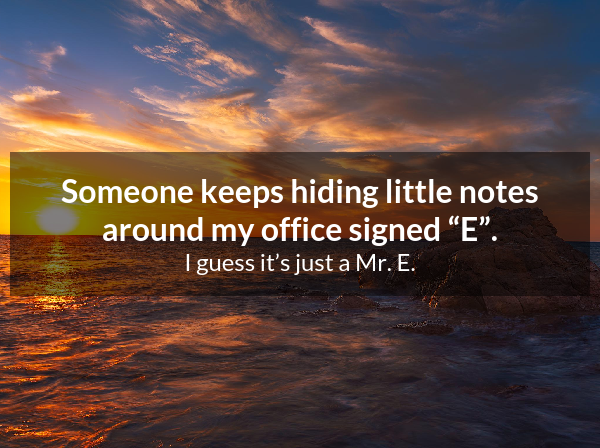 Someone keeps hiding little notes
around my office signed “E”.
I guess it’s just a Mr. E.